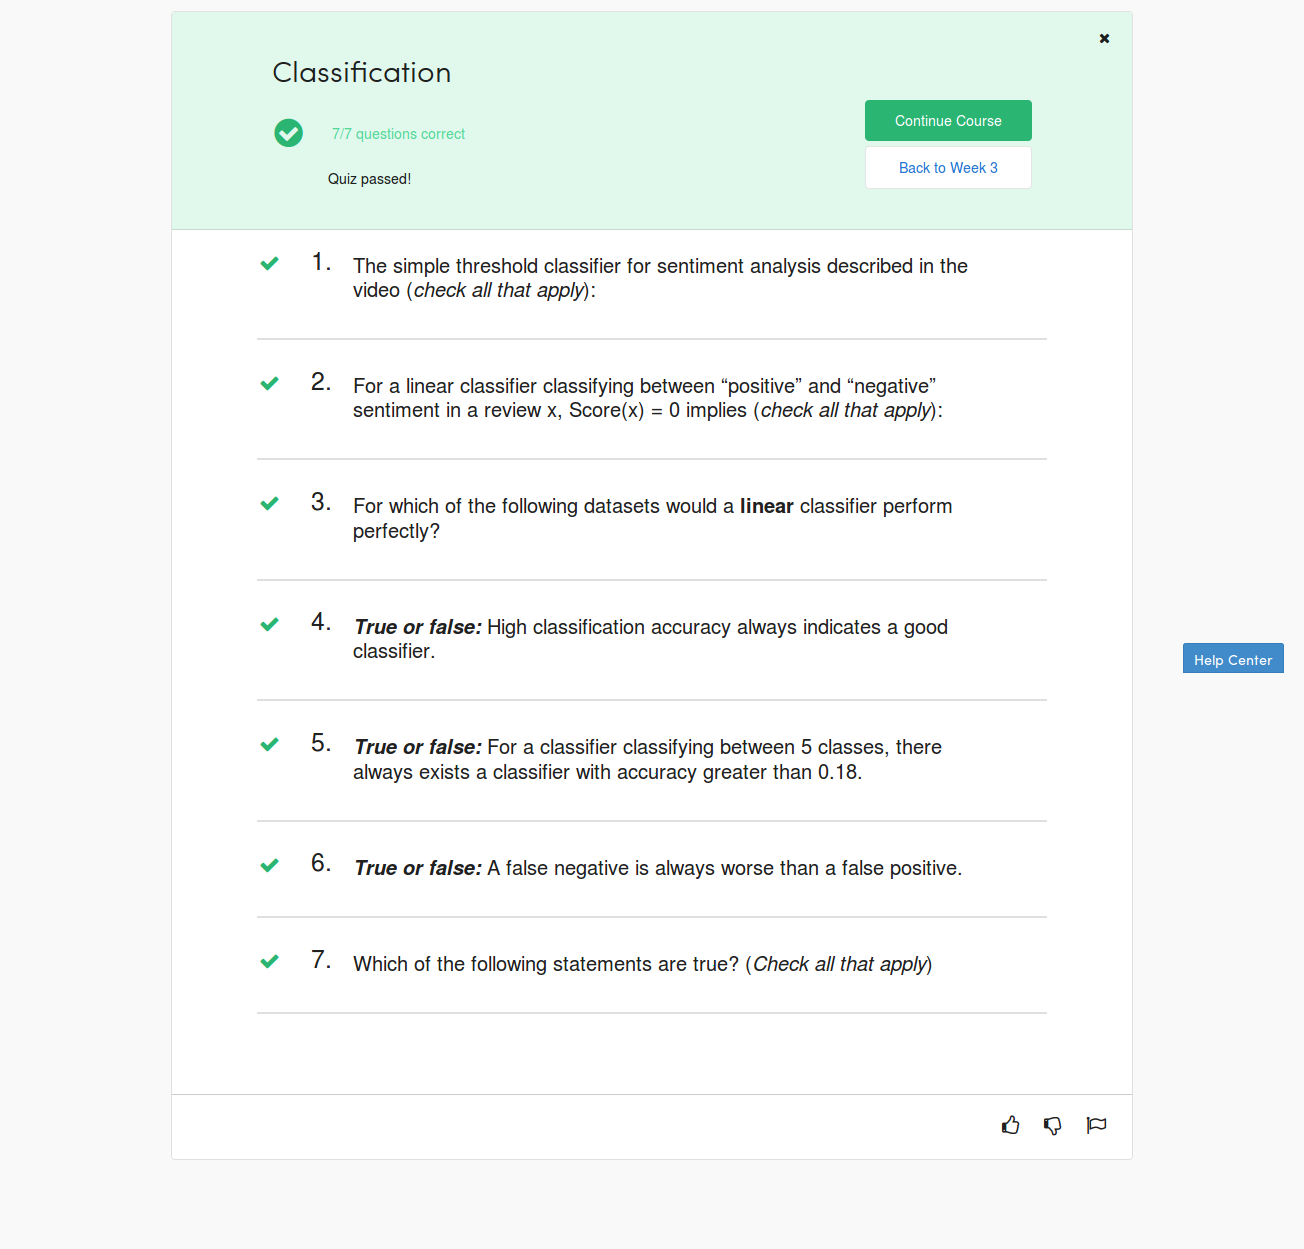 Classification
7/7 questions correct
Continue Course
Back to Week 3
Quiz passed!
1. The simple threshold classifier for sentiment analysis described in the
video (check all that apply):
2. For a linear classifier classifying between “positive” and “negative”
sentiment in a review x, Score(x) = 0 implies (check all that apply):
3. For which of the following datasets would a linear classifier perform
perfectly?
4. True or false: High classification accuracy always indicates a good
classifier.
Help Center
5. True or false: For a classifier classifying between 5 classes, there
always exists a classifier with accuracy greater than 0.18.
6. True or false: A false negative is always worse than a false positive.
7. Which of the following statements are true? (Check all that apply)